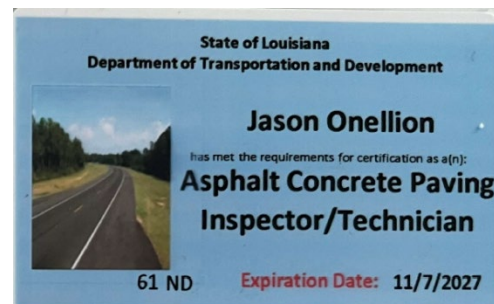 State of Louisiana
Department of Transportation and Development
Jason Onellion
has met the requirements for certification as a(n):
Asphalt Concrete Paving
Inspector/Technician
61 ND
Expiration Date: 11/7/2027